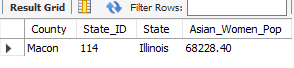 Result Grid Filter Rows:
County State_ID State Asian_Women_Pop
Macon 114 Illinois 68228.40